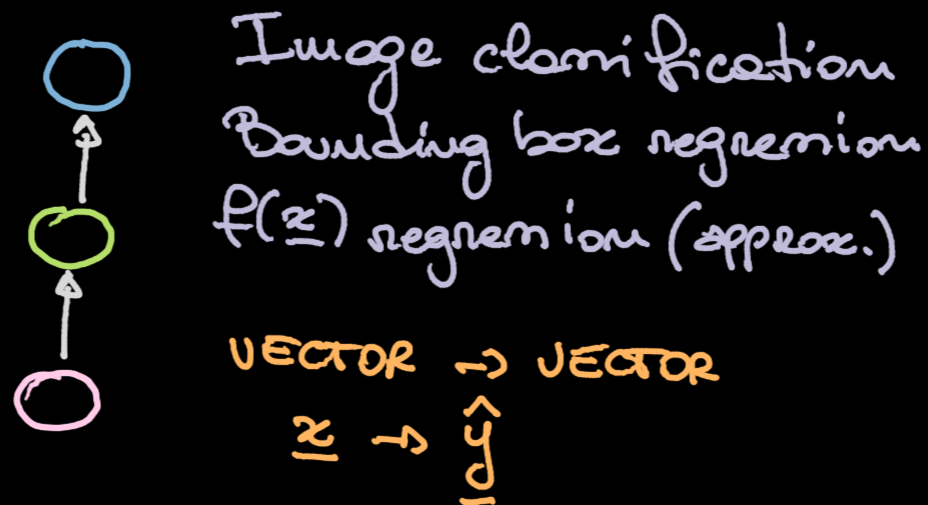 Image classification
Bounding box regression
f(x) regression (approx.)
VECTOR → VECTOR
x → ŷ